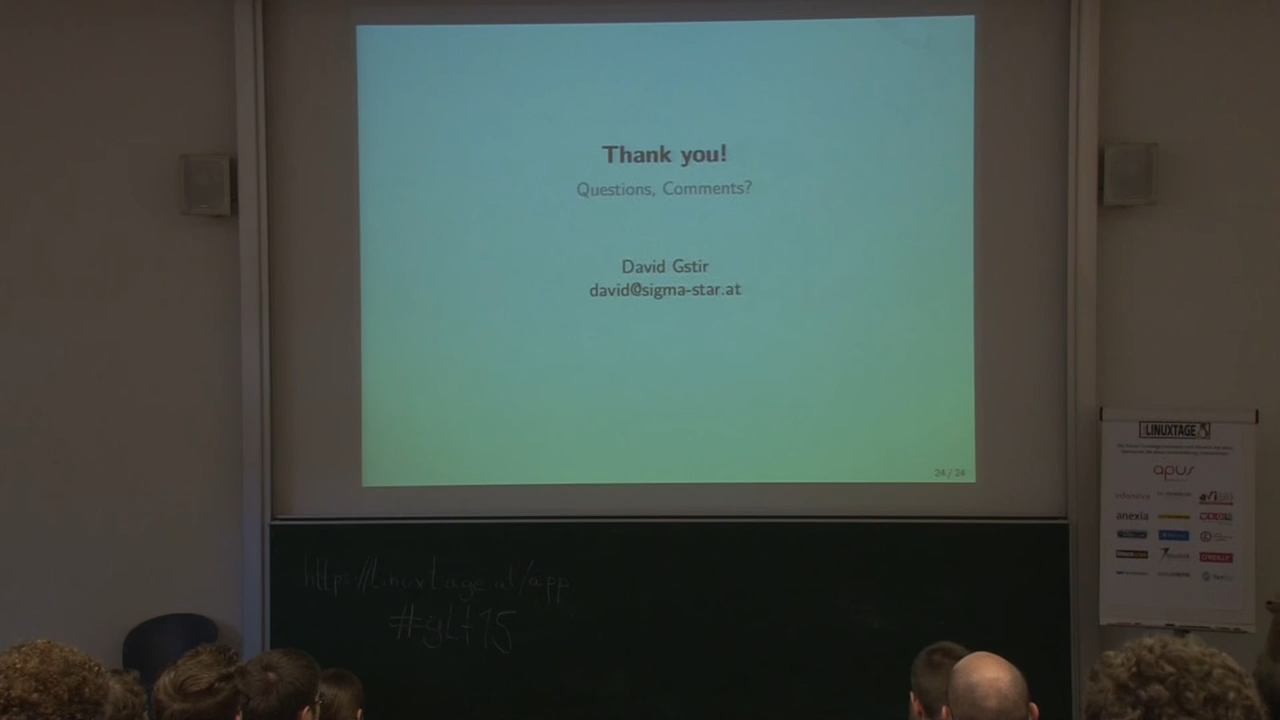 Thank you!
Questions, Comments?
David Gstir
david@sigma-star.at
24 / 24
https://linuxtage.at/app
#glt15
LINUXTAGE
apus
anexia
O'REILLY